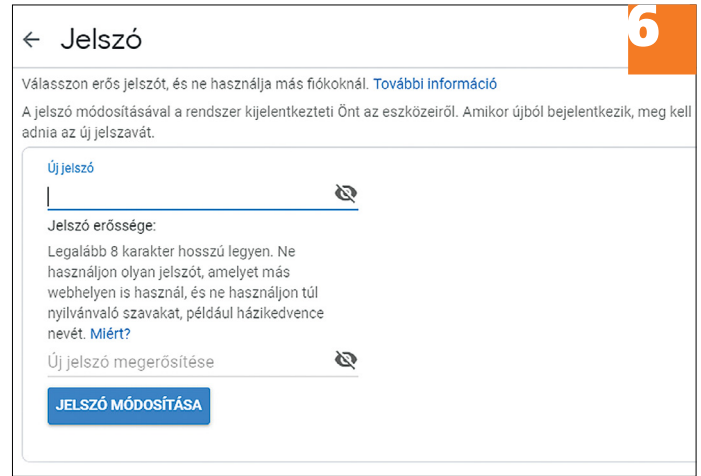 ← Jelszó
6
Válasszon erős jelszót, és ne használja más fiókoknál. További információ
A jelszó módosításával a rendszer kijelentkezteti Önt az eszközeiről. Amikor újból bejelentkezik, meg kell
adnia az új jelszavát.
Új jelszó
Jelszó erőssége:
Legalább 8 karakter hosszú legyen. Ne
használjon olyan jelszót, amelyet más
webhelyen is használ, és ne használjon túl
nyilvánvaló szavakat, például házikedvence
nevét. Miért?
Új jelszó megerősítése
JELSZÓ MÓDOSÍTÁSA